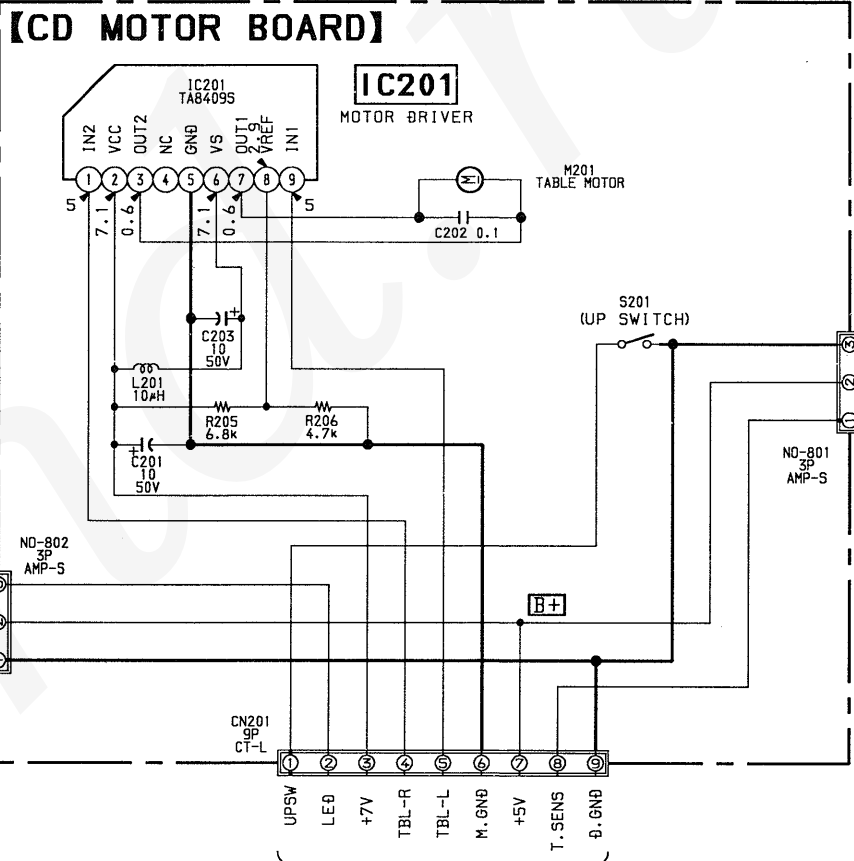 【CD MOTOR BOARD】
IC201
TA8409S
IC201
MOTOR DRIVER
IN2
VCC
OUT2
NC
GND
VS
OUT1
2.9
VREF
IN1
1 2 3 4 5 6 7 8 9
5
7.1
0.6
7.1
0.6
5
M
M201
TABLE MOTOR
C202 0.1
S201
(UP SWITCH)
+
C203
10
50V
L201
10µH
R205
6.8k
R206
4.7k
+
C201
10
50V
3
2
1
NO-801
3P
AMP-S
NO-802
3P
AMP-S
B+
CN201
9P
CT-L
1 2 3 4 5 6 7 8 9
UPSW
LED
+7V
TBL-R
TBL-L
M.GND
+5V
T.SENS
D.GND